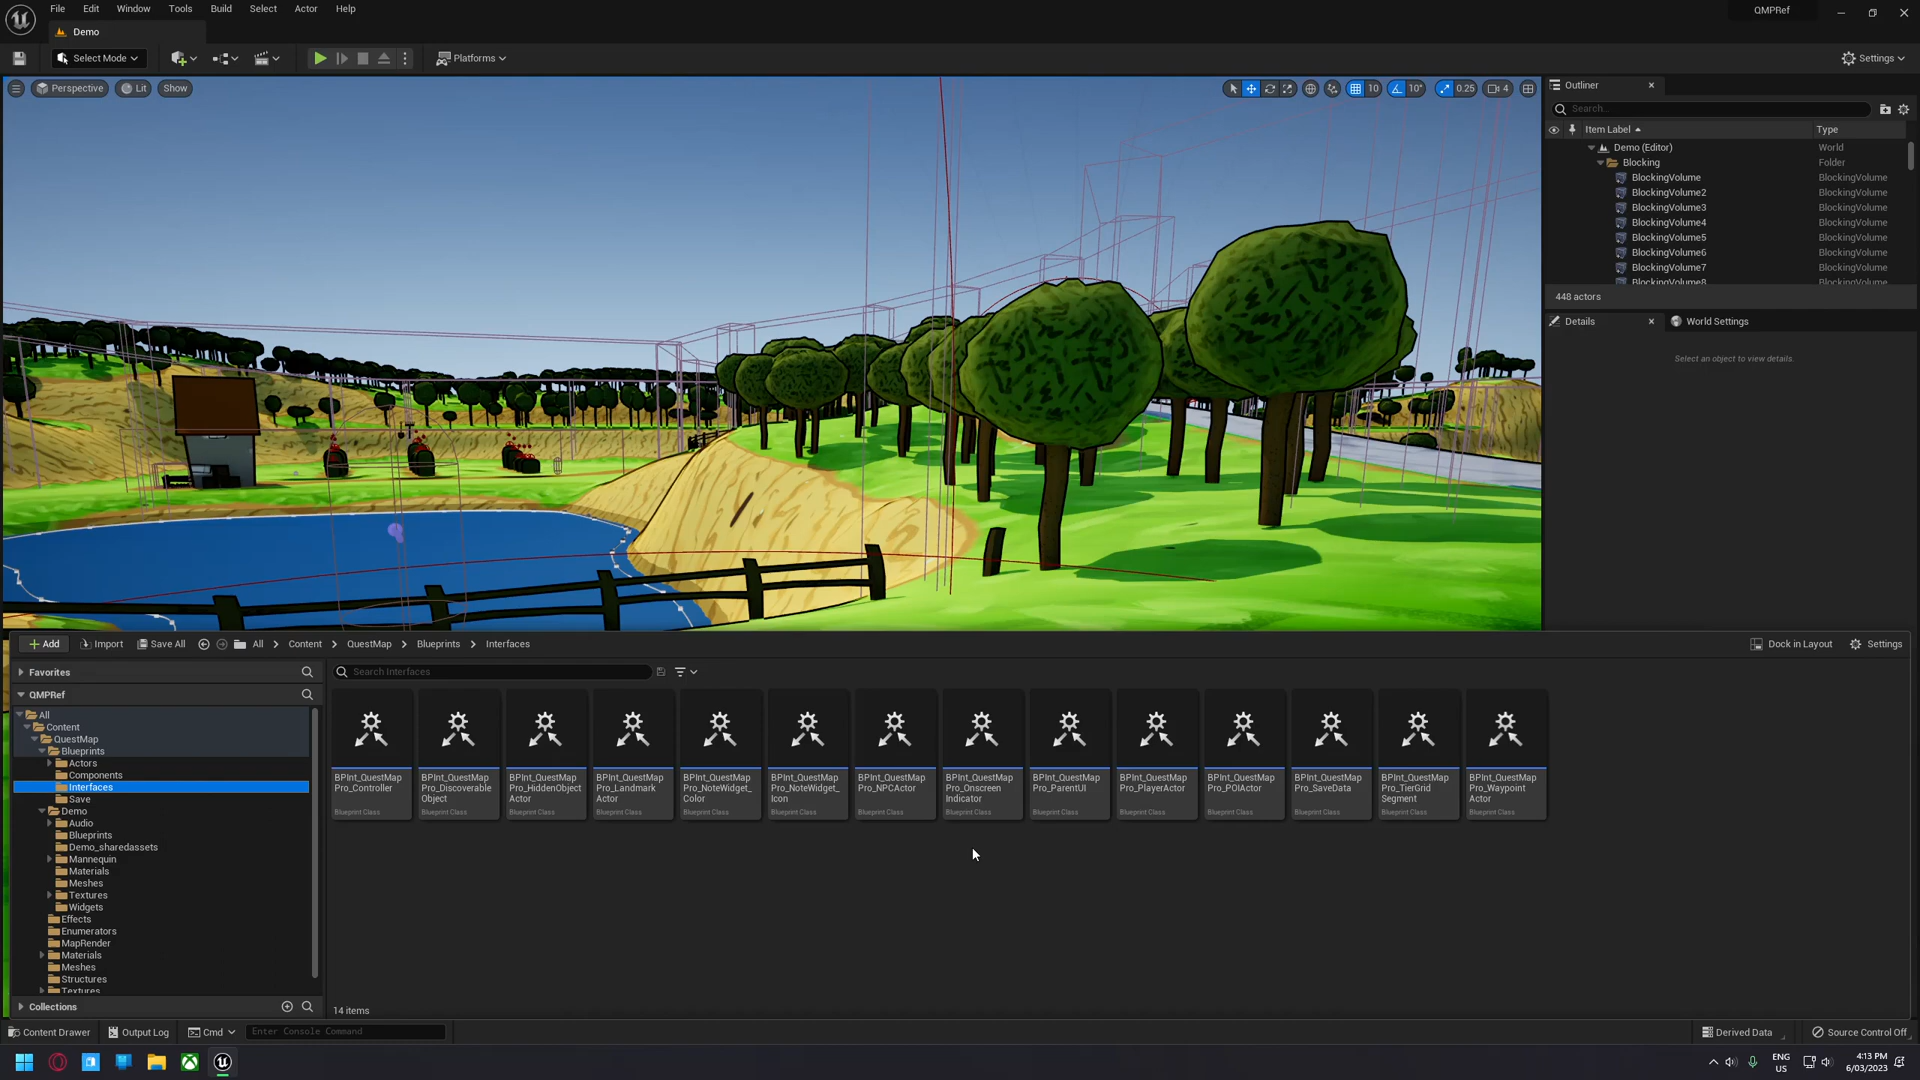 File Edit Window Tools Build Select Actor Help
QMPRef
Demo
Select Mode
Platforms
Settings
Perspective Lit Show
10 10° 0.25 4
Outliner
Search...
Item Label Type
Demo (Editor) World
Blocking Folder
BlockingVolume BlockingVolume
BlockingVolume2 BlockingVolume
BlockingVolume3 BlockingVolume
BlockingVolume4 BlockingVolume
BlockingVolume5 BlockingVolume
BlockingVolume6 BlockingVolume
BlockingVolume7 BlockingVolume
BlockingVolume8 BlockingVolume
448 actors
Details World Settings
Select an object to view details.
Add Import Save All All Content QuestMap Blueprints Interfaces
Dock in Layout Settings
Favorites
QMPRef
All
Content
QuestMap
Blueprints
Actors
Components
Interfaces
Save
Demo
Audio
Blueprints
Demo_sharedassets
Mannequin
Materials
Meshes
Textures
Widgets
Effects
Enumerators
MapRender
Materials
Meshes
Structures
Textures
Collections
Search Interfaces
BPInt_QuestMap
Pro_Controller
Blueprint Class
BPInt_QuestMap
Pro_Discoverable
Object
Blueprint Class
BPInt_QuestMap
Pro_HiddenObject
Actor
Blueprint Class
BPInt_QuestMap
Pro_Landmark
Actor
Blueprint Class
BPInt_QuestMap
Pro_NoteWidget_
Color
Blueprint Class
BPInt_QuestMap
Pro_NoteWidget_
Icon
Blueprint Class
BPInt_QuestMap
Pro_NPCActor
Blueprint Class
BPInt_QuestMap
Pro_Onscreen
Indicator
Blueprint Class
BPInt_QuestMap
Pro_ParentUI
Blueprint Class
BPInt_QuestMap
Pro_PlayerActor
Blueprint Class
BPInt_QuestMap
Pro_POIActor
Blueprint Class
BPInt_QuestMap
Pro_SaveData
Blueprint Class
BPInt_QuestMap
Pro_TierGrid
Segment
Blueprint Class
BPInt_QuestMap
Pro_Waypoint
Actor
Blueprint Class
14 items
Content Drawer Output Log Cmd Enter Console Command
Derived Data Source Control Off
ENG
US
4:13 PM
6/03/2023